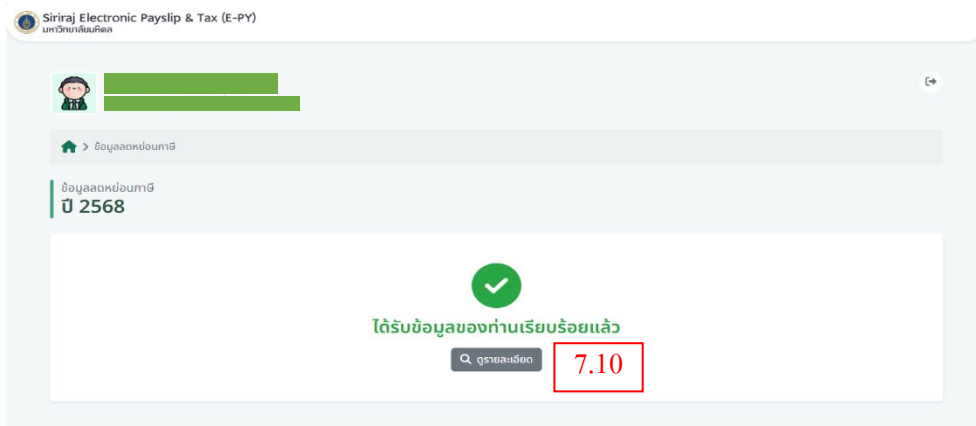 Siriraj Electronic Payslip & Tax (E-PY)
มหาวิทยาลัยมหิดล
> ข้อมูลลดหย่อนภาษี
ข้อมูลลดหย่อนภาษี
ปี 2568
ได้รับข้อมูลของท่านเรียบร้อยแล้ว
ดูรายละเอียด
7.10